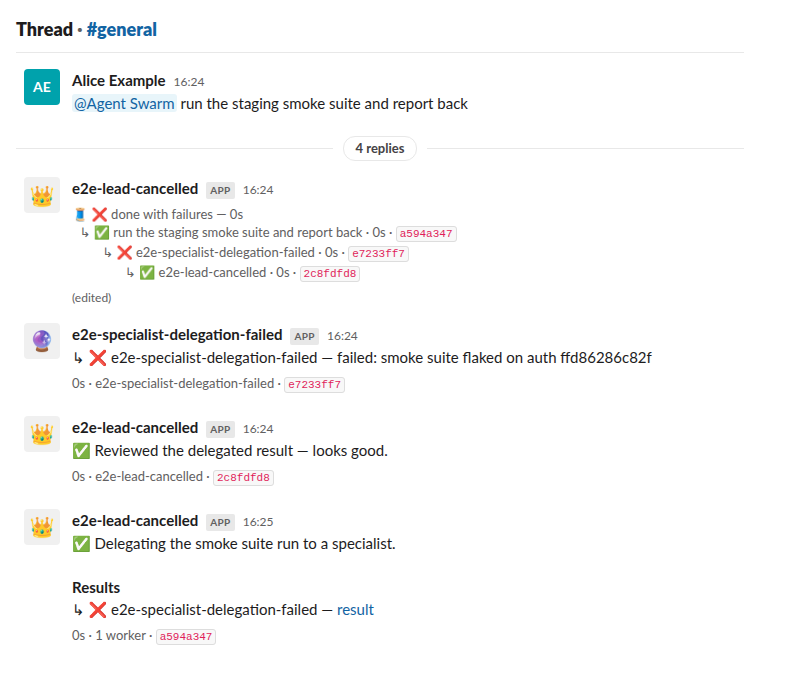 Thread • #general
AE
Alice Example 16:24
@Agent Swarm run the staging smoke suite and report back
4 replies
e2e-lead-cancelled APP 16:24
🧵 ❌ done with failures — 0s
↳ ✅ run the staging smoke suite and report back · 0s · a594a347
↳ ❌ e2e-specialist-delegation-failed · 0s · e7233ff7
↳ ✅ e2e-lead-cancelled · 0s · 2c8fdfd8
(edited)
e2e-specialist-delegation-failed APP 16:24
↳ ❌ e2e-specialist-delegation-failed — failed: smoke suite flaked on auth ffd86286c82f
0s · e2e-specialist-delegation-failed · e7233ff7
e2e-lead-cancelled APP 16:24
✅ Reviewed the delegated result — looks good.
0s · e2e-lead-cancelled · 2c8fdfd8
e2e-lead-cancelled APP 16:25
✅ Delegating the smoke suite run to a specialist.
Results
↳ ❌ e2e-specialist-delegation-failed — result
0s · 1 worker · a594a347